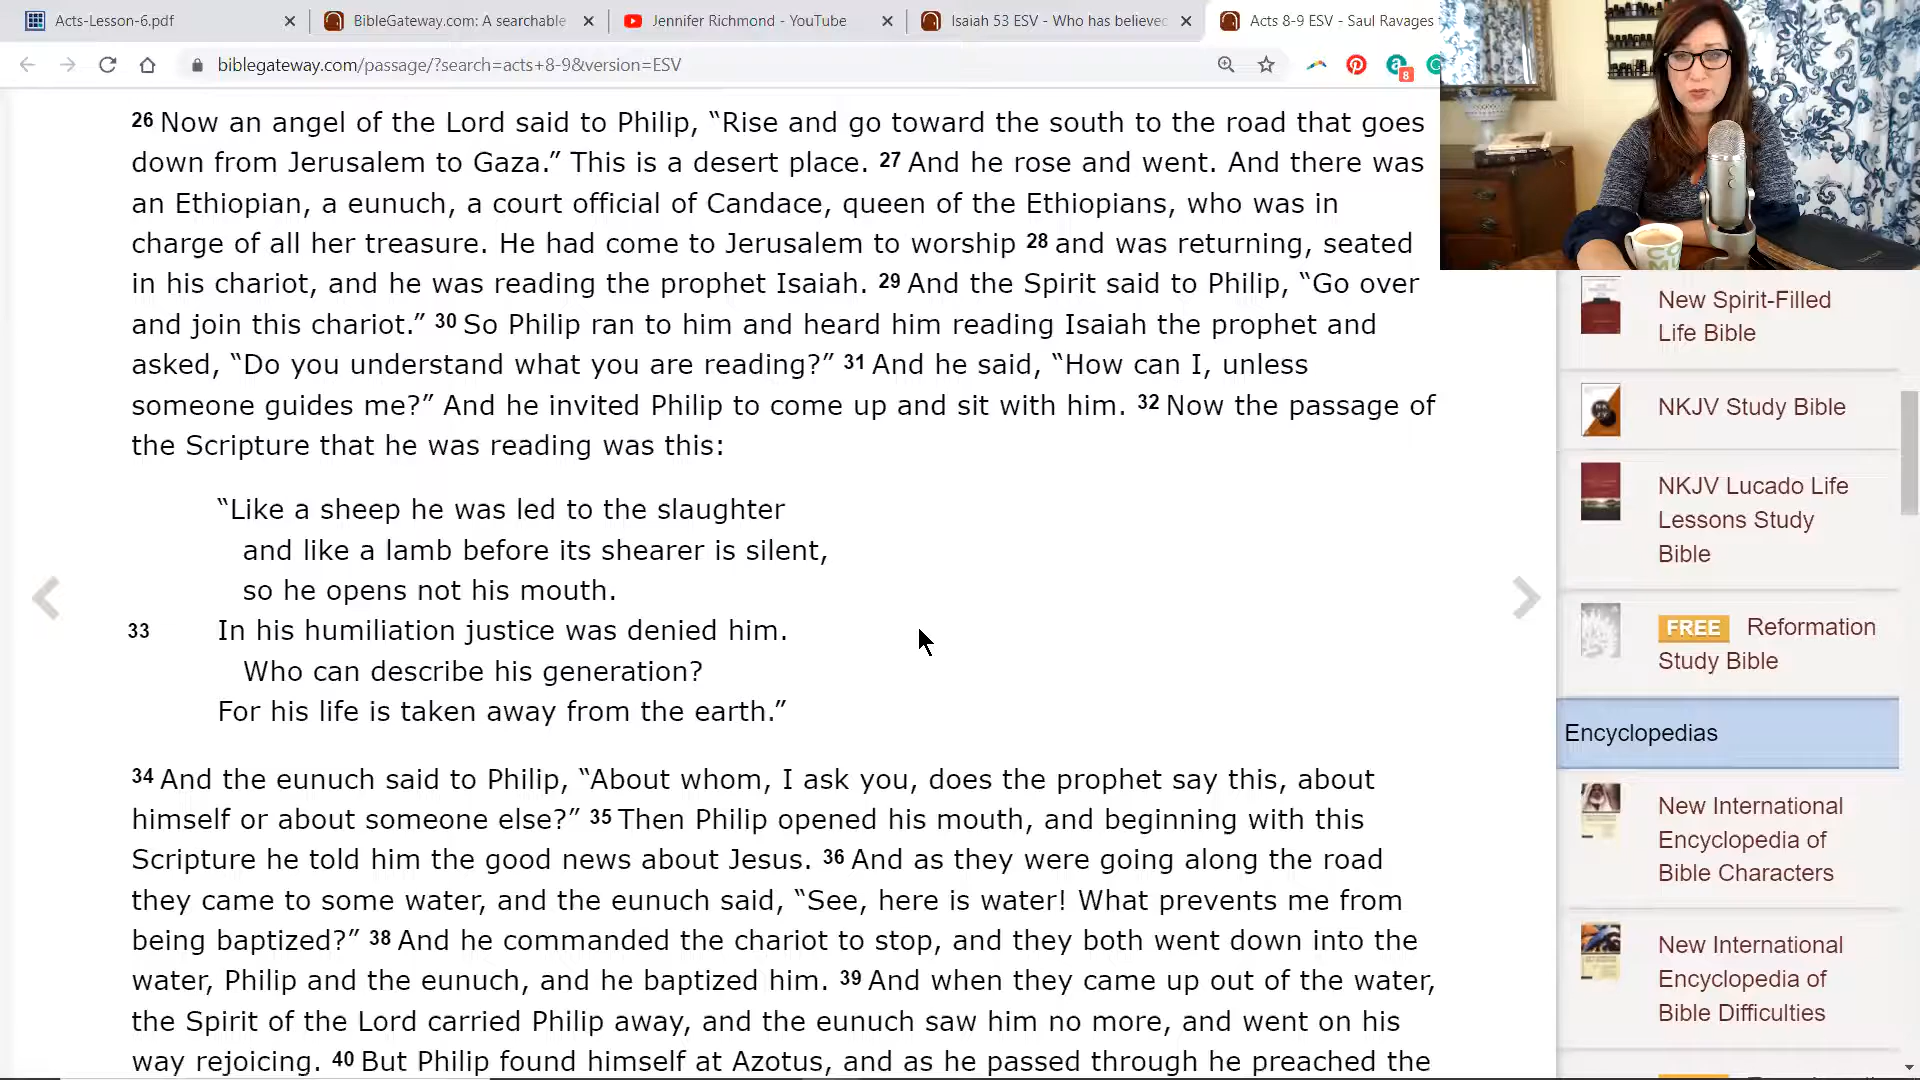 Acts-Lesson-6.pdf
BibleGateway.com: A searchable
Jennifer Richmond - YouTube
Isaiah 53 ESV - Who has believed
Acts 8-9 ESV - Saul Ravages
biblegateway.com/passage/?search=acts+8-9&version=ESV
8
26 Now an angel of the Lord said to Philip, “Rise and go toward the south to the road that goes
down from Jerusalem to Gaza.” This is a desert place. 27 And he rose and went. And there was
an Ethiopian, a eunuch, a court official of Candace, queen of the Ethiopians, who was in
charge of all her treasure. He had come to Jerusalem to worship 28 and was returning, seated
in his chariot, and he was reading the prophet Isaiah. 29 And the Spirit said to Philip, “Go over
and join this chariot.” 30 So Philip ran to him and heard him reading Isaiah the prophet and
asked, “Do you understand what you are reading?” 31 And he said, “How can I, unless
someone guides me?” And he invited Philip to come up and sit with him. 32 Now the passage of
the Scripture that he was reading was this:
“Like a sheep he was led to the slaughter
and like a lamb before its shearer is silent,
so he opens not his mouth.
33 In his humiliation justice was denied him.
Who can describe his generation?
For his life is taken away from the earth.”
34 And the eunuch said to Philip, “About whom, I ask you, does the prophet say this, about
himself or about someone else?” 35 Then Philip opened his mouth, and beginning with this
Scripture he told him the good news about Jesus. 36 And as they were going along the road
they came to some water, and the eunuch said, “See, here is water! What prevents me from
being baptized?” 38 And he commanded the chariot to stop, and they both went down into the
water, Philip and the eunuch, and he baptized him. 39 And when they came up out of the water,
the Spirit of the Lord carried Philip away, and the eunuch saw him no more, and went on his
way rejoicing. 40 But Philip found himself at Azotus, and as he passed through he preached the
New Spirit-Filled
Life Bible
NKJV Study Bible
NKJV Lucado Life
Lessons Study
Bible
FREE Reformation
Study Bible
Encyclopedias
New International
Encyclopedia of
Bible Characters
New International
Encyclopedia of
Bible Difficulties